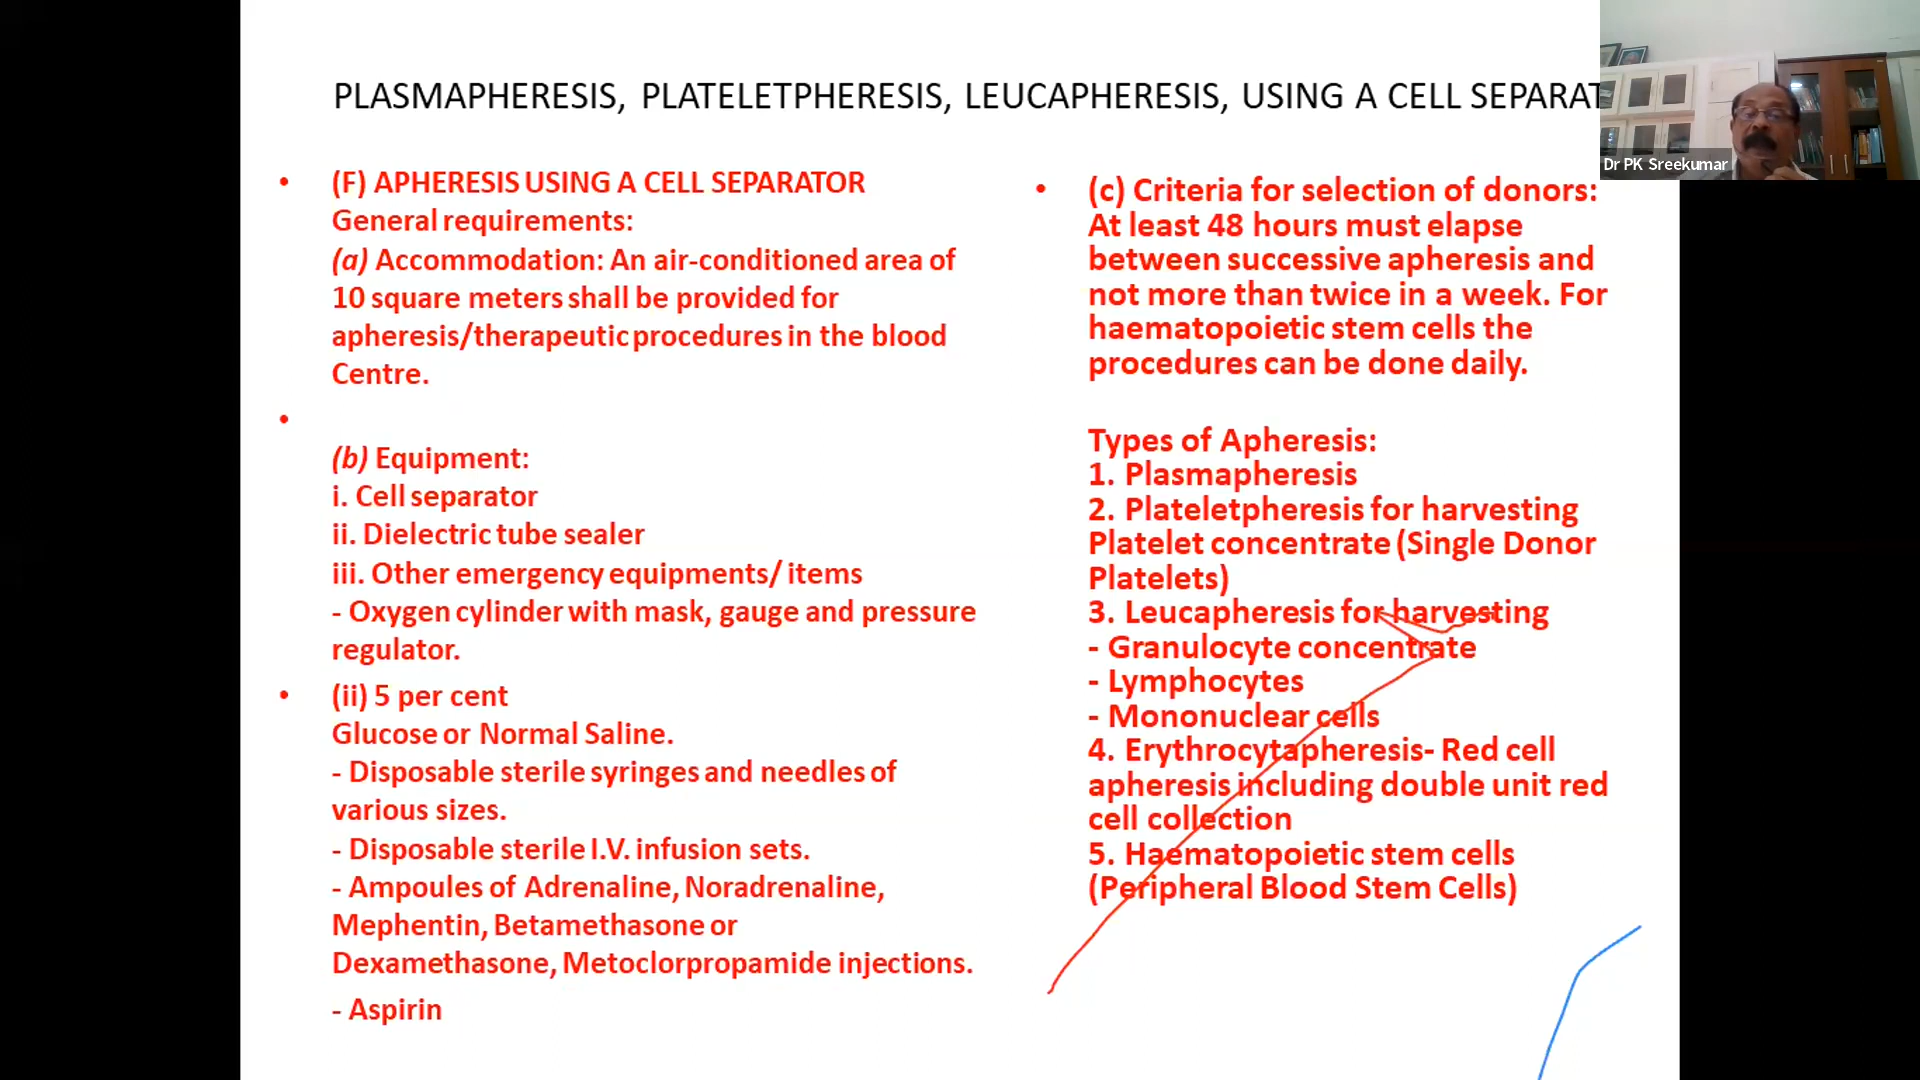 PLASMAPHERESIS, PLATELETPHERESIS, LEUCAPHERESIS, USING A CELL SEPARAT
Dr PK Sreekumar
• (F) APHERESIS USING A CELL SEPARATOR
General requirements:
(a) Accommodation: An air-conditioned area of
10 square meters shall be provided for
apheresis/therapeutic procedures in the blood
Centre.
•
(b) Equipment:
i. Cell separator
ii. Dielectric tube sealer
iii. Other emergency equipments/ items
- Oxygen cylinder with mask, gauge and pressure
regulator.
• (ii) 5 per cent
Glucose or Normal Saline.
- Disposable sterile syringes and needles of
various sizes.
- Disposable sterile I.V. infusion sets.
- Ampoules of Adrenaline, Noradrenaline,
Mephentin, Betamethasone or
Dexamethasone, Metoclorpropamide injections.
- Aspirin
• (c) Criteria for selection of donors:
At least 48 hours must elapse
between successive apheresis and
not more than twice in a week. For
haematopoietic stem cells the
procedures can be done daily.
Types of Apheresis:
1. Plasmapheresis
2. Plateletpheresis for harvesting
Platelet concentrate (Single Donor
Platelets)
3. Leucapheresis for harvesting
- Granulocyte concentrate
- Lymphocytes
- Mononuclear cells
4. Erythrocytapheresis- Red cell
apheresis including double unit red
cell collection
5. Haematopoietic stem cells
(Peripheral Blood Stem Cells)